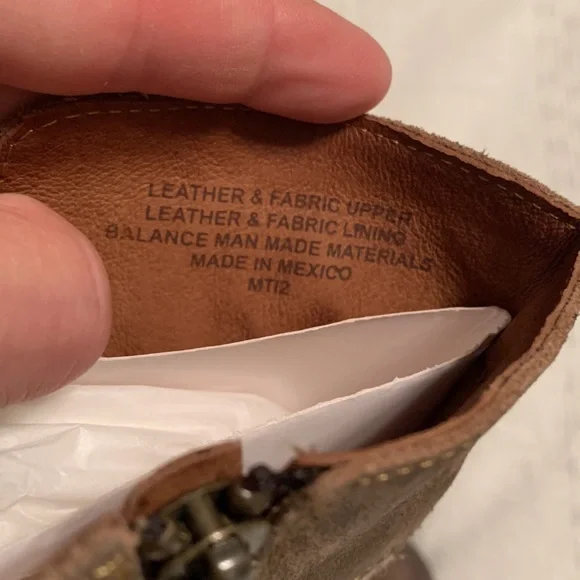 LEATHER & FABRIC UPPER
LEATHER & FABRIC LINING
BALANCE MAN MADE MATERIALS
MADE IN MEXICO
MTI2